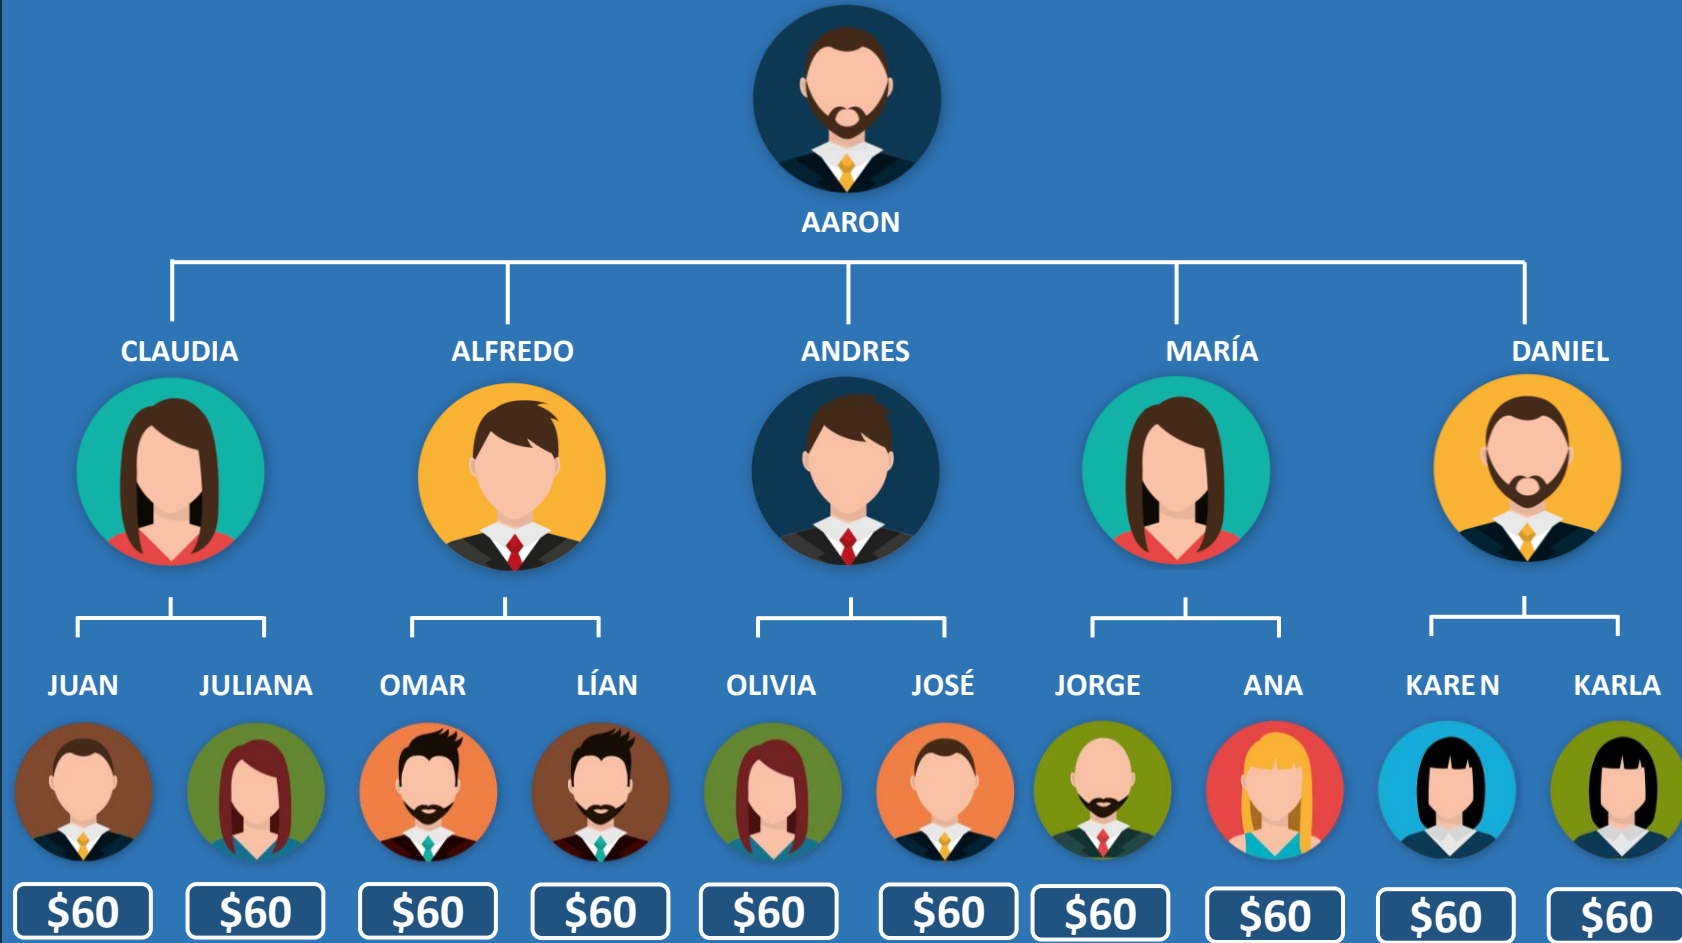 AARON
CLAUDIA ALFREDO ANDRES MARÍA DANIEL
JUAN JULIANA OMAR LÍAN OLIVIA JOSÉ JORGE ANA KAREN KARLA
$60 $60 $60 $60 $60 $60 $60 $60 $60 $60